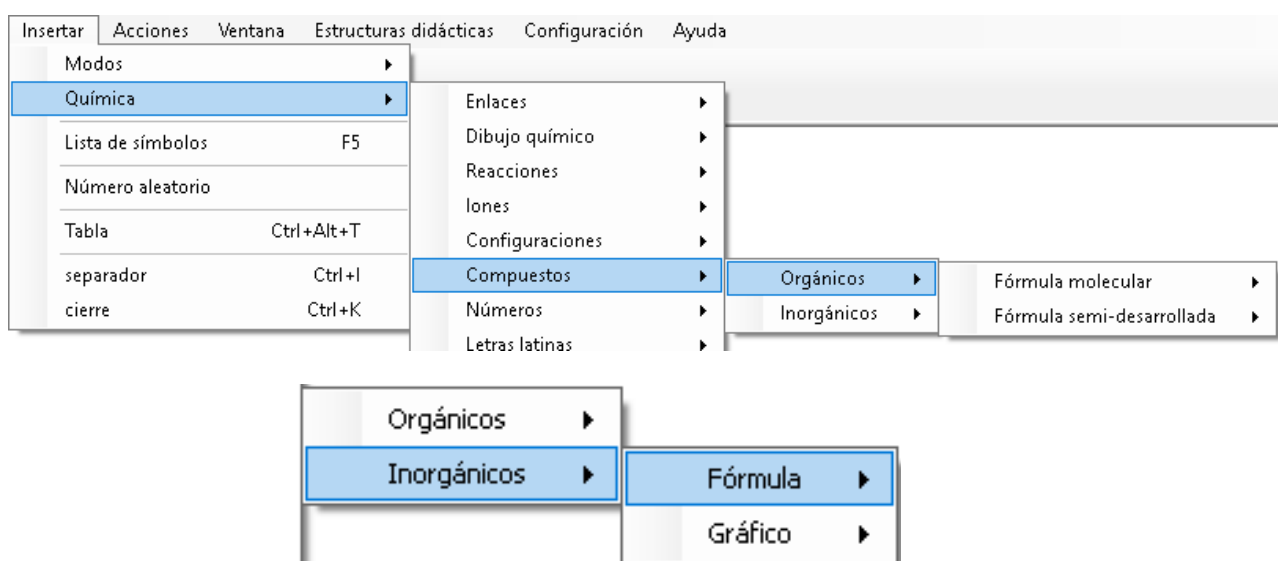 Insertar Acciones Ventana Estructuras didácticas Configuración Ayuda
Modos
Química
Lista de símbolos F5
Número aleatorio
Tabla Ctrl+Alt+T
separador Ctrl+I
cierre Ctrl+K
Enlaces
Dibujo químico
Reacciones
Iones
Configuraciones
Compuestos
Números
Letras latinas
Orgánicos
Inorgánicos
Fórmula molecular
Fórmula semi-desarrollada
Orgánicos
Inorgánicos
Fórmula
Gráfico